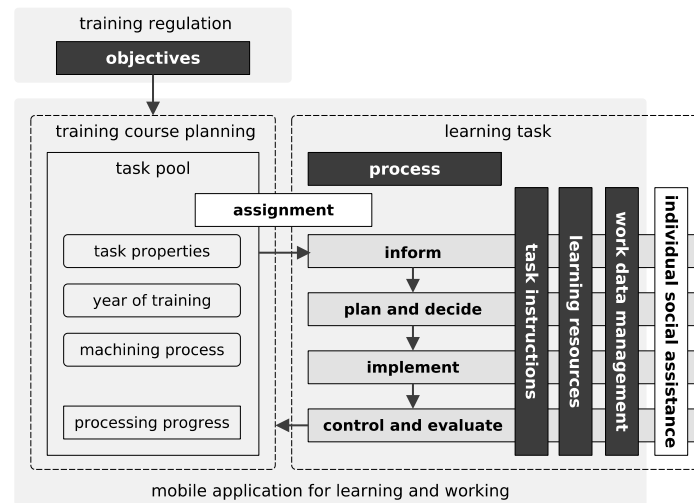 training regulation
objectives
training course planning
task pool
assignment
task properties
year of training
machining process
processing progress
learning task
process
inform
plan and decide
implement
control and evaluate
task instructions
learning resources
work data management
individual social assistance
mobile application for learning and working